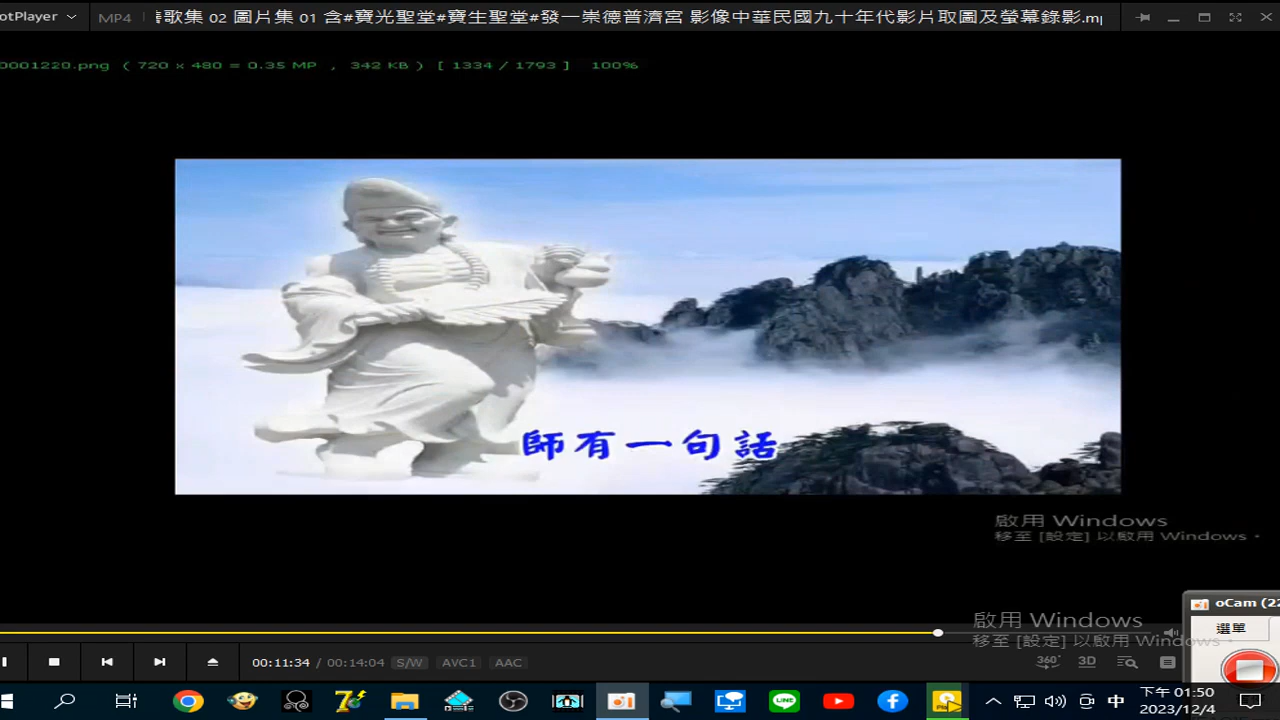 otPlayer
MP4
歌集 02 圖片集 01 含#寶光聖堂#寶生聖堂#發一崇德普濟宮 影像中華民國九十年代影片取圖及螢幕錄影.mp
0001220.png ( 720 x 480 = 0.35 MP , 342 KB ) [ 1334 / 1793 ] 100%
師有一句話
啟用 Windows
移至 [設定] 以啟用 Windows。
oCam (22
啟用 Windows
選單
移至 [設定] 以啟用 Windows。
00:11:34 / 00:14:04 S/W AVC1 AAC
360° 3D
LINE
中
下午 01:50
2023/12/4